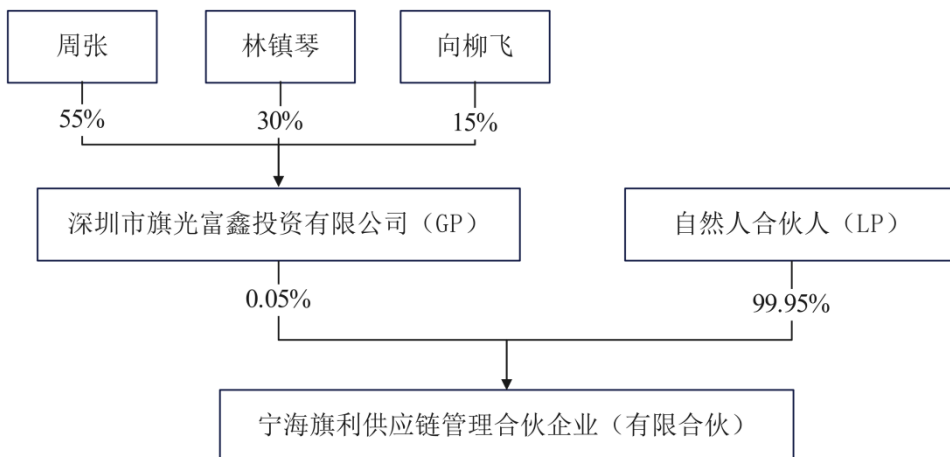 周张
林镇琴
向柳飞
55%
30%
15%
深圳市旗光富鑫投资有限公司（GP）
自然人合伙人（LP）
0.05%
99.95%
宁海旗利供应链管理合伙企业（有限合伙）